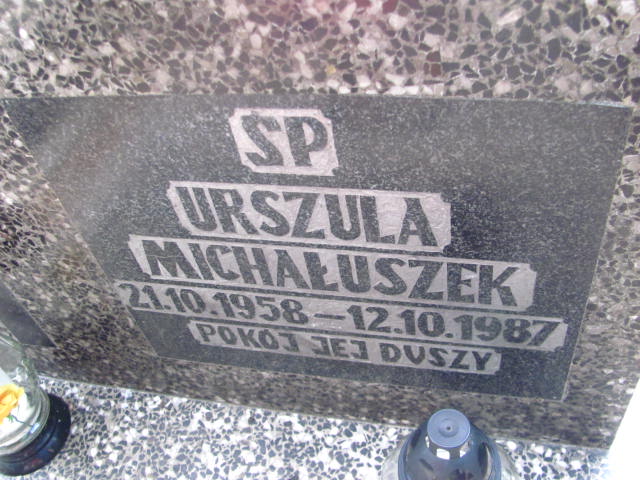 SP
URSZULA
MICHAŁUSZEK
21.10.1958 – 12.10.1987
POKÓJ JEJ DUSZY